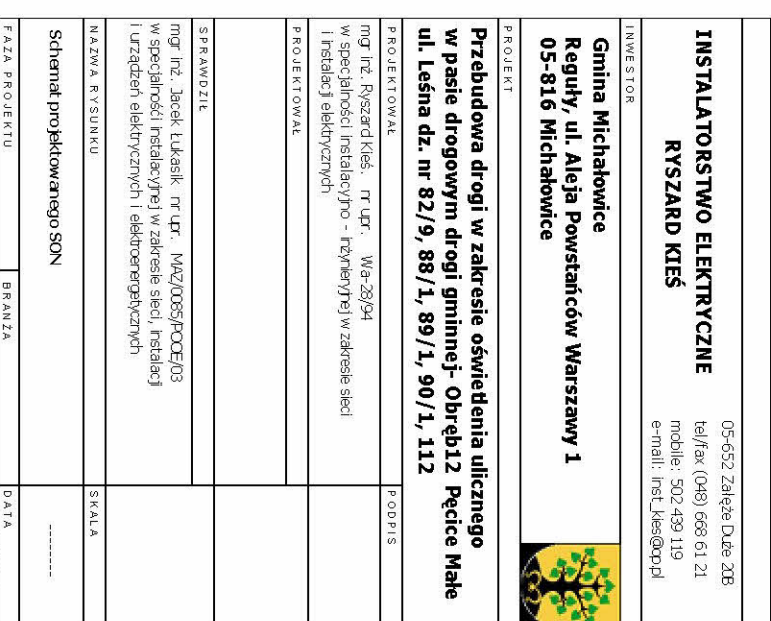 INSTALATORSTWO ELEKTRYCZNE
RYSZARD KIEŚ
05-652 Załęże Duże 20B
tel/fax (048) 668 61 21
mobile: 502 439 119
e-mail: inst_kies@op.pl
INWESTOR
Gmina Michałowice
Reguły, ul. Aleja Powstańców Warszawy 1
05-816 Michałowice
PROJEKT
Przebudowa drogi w zakresie oświetlenia ulicznego
w pasie drogowym drogi gminnej- Obręb12 Pęcice Małe
ul. Leśna dz. nr 82/9, 88/1, 89/1, 90/1, 112
PROJEKTOWAŁ PODPIS
mgr inż. Ryszard Kieś. nr upr. Wa-28/94
w specjalności instalacyjno - inżynieryjnej w zakresie sieci
i instalacji elektrycznych
PROJEKTOWAŁ
SPRAWDZIŁ
mgr inż. Jacek Łukasik nr upr. MAZ/0085/POOE/03
w specjalnośći instalacyjnej w zakresie sieci, instalacji
i urządzeń elektrycznych i elektroenergetycznych
NAZWA RYSUNKU SKALA
Schemat projektowanego SON ---------
FAZA PROJEKTU BRANŻA DATA